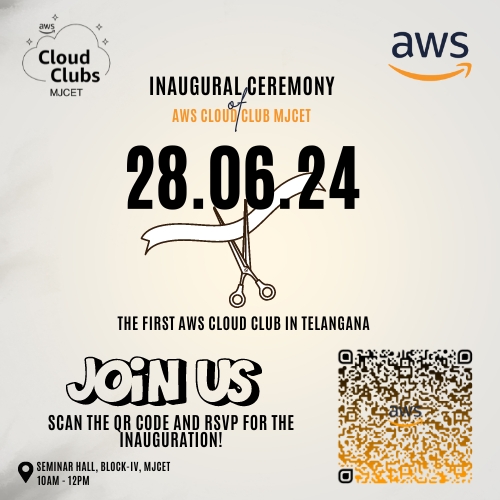 aws
Cloud
Clubs
MJCET
aws
INAUGURAL CEREMONY
of
AWS CLOUD CLUB MJCET
28.06.24
THE FIRST AWS CLOUD CLUB IN TELANGANA
JOIN US
SCAN THE QR CODE AND RSVP FOR THE
INAUGURATION!
aws
SEMINAR HALL, BLOCK-IV, MJCET
10AM - 12PM